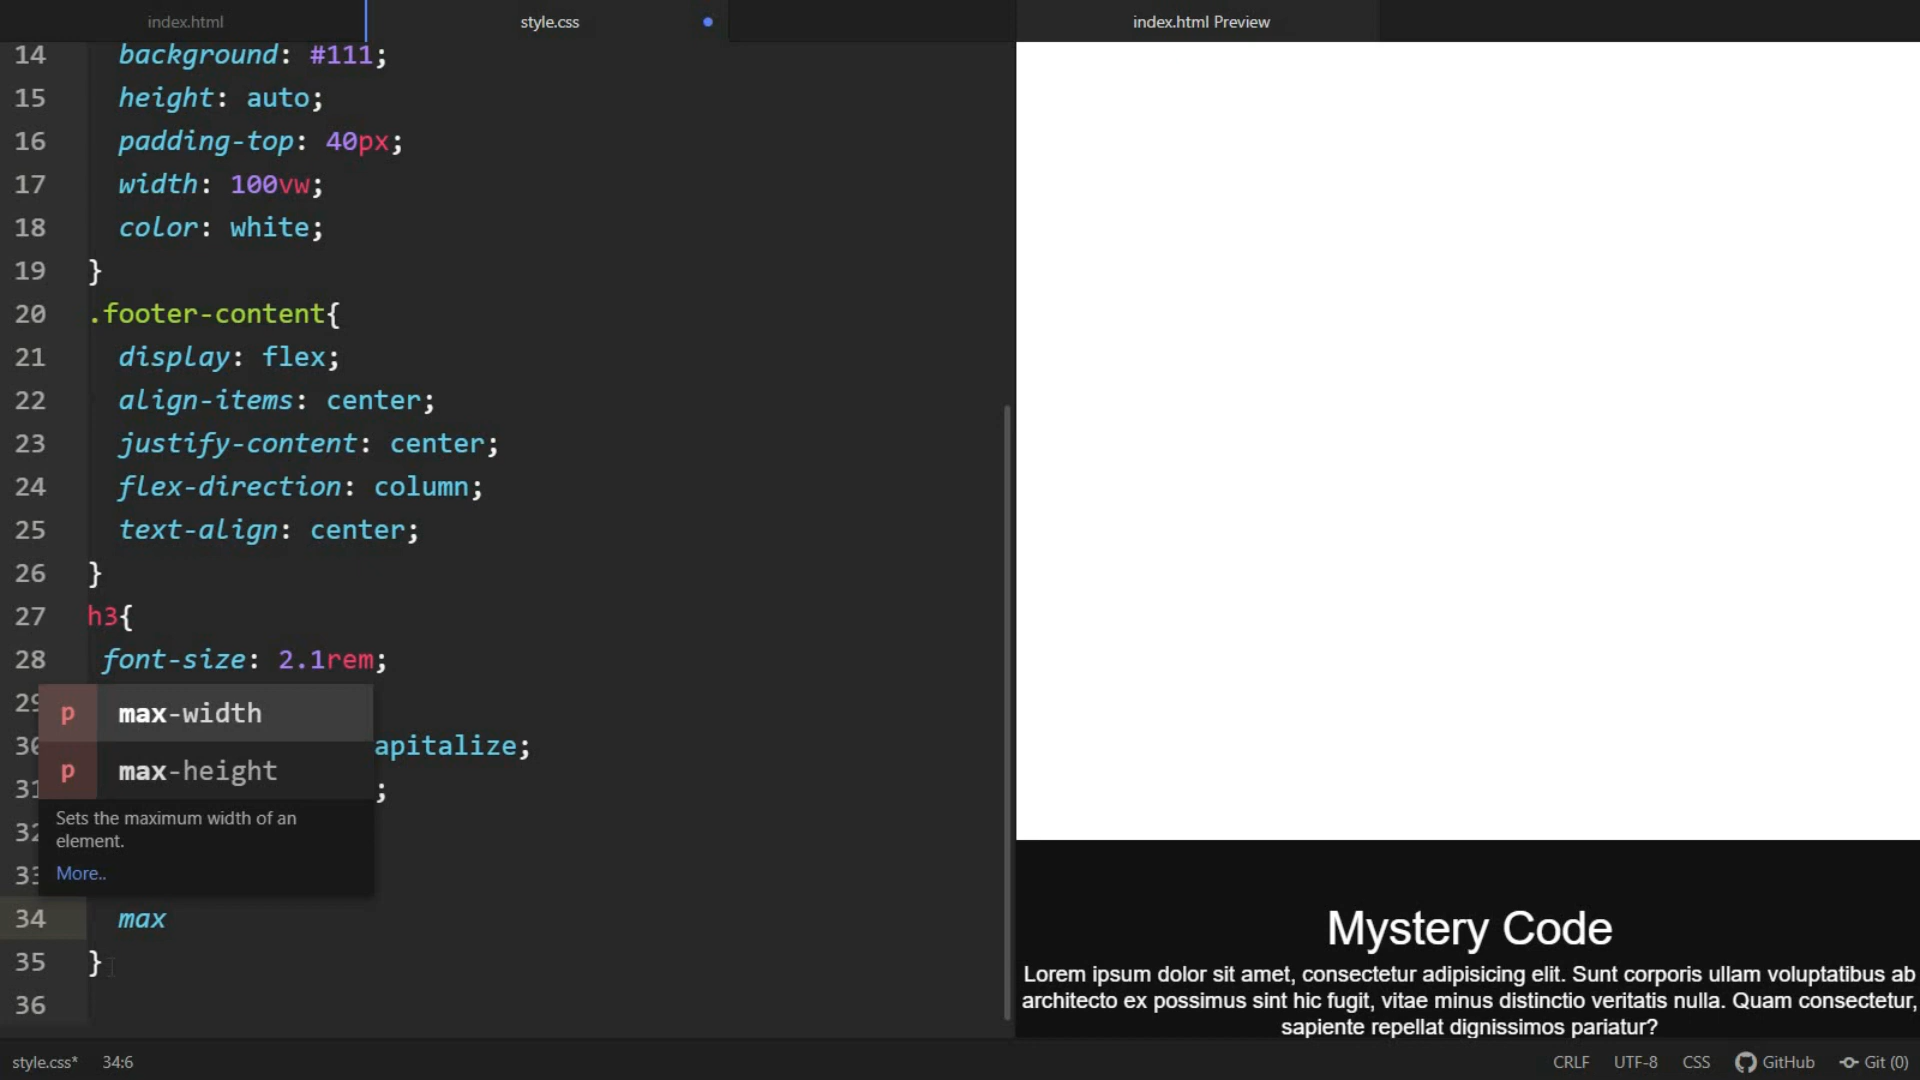 index.html
style.css
index.html Preview
14 background: #111;
15 height: auto;
16 padding-top: 40px;
17 width: 100vw;
18 color: white;
19 }
20 .footer-content{
21 display: flex;
22 align-items: center;
23 justify-content: center;
24 flex-direction: column;
25 text-align: center;
26 }
27 h3{
28 font-size: 2.1rem;
p max-width
apitalize;
p max-height
;
Sets the maximum width of an
element.
More..
34 max
35 }
36
Mystery Code
Lorem ipsum dolor sit amet, consectetur adipisicing elit. Sunt corporis ullam voluptatibus ab
architecto ex possimus sint hic fugit, vitae minus distinctio veritatis nulla. Quam consectetur,
sapiente repellat dignissimos pariatur?
style.css* 34:6 CRLF UTF-8 CSS GitHub Git (0)